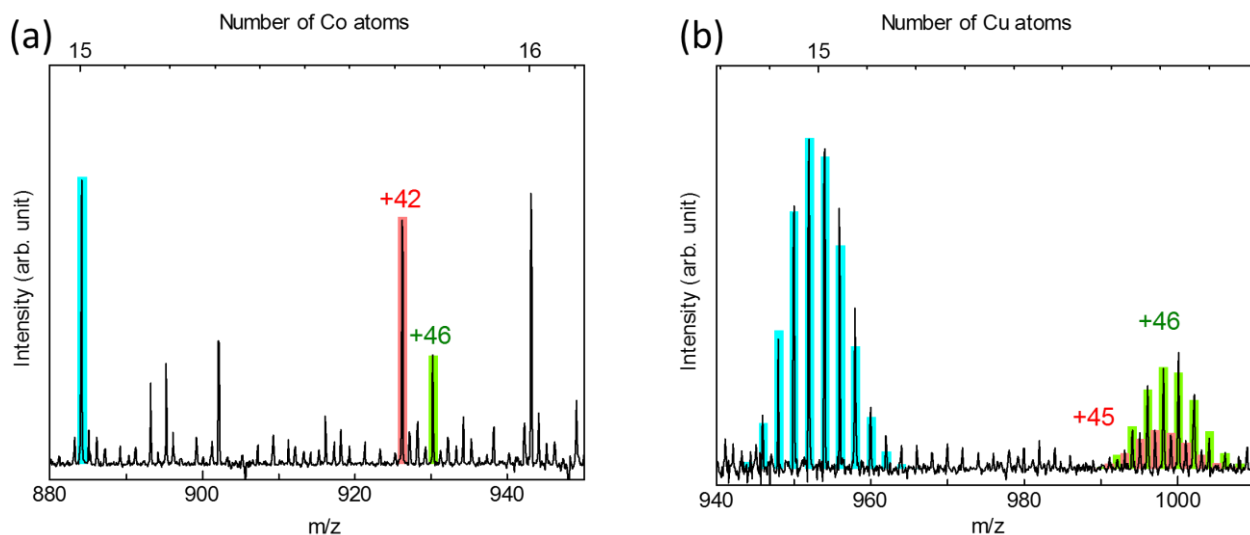 (a)
Number of Co atoms
15
16
Intensity (arb. unit)
+42
+46
880
900
920
940
m/z
(b)
Number of Cu atoms
15
Intensity (arb. unit)
+46
+45
940
960
980
1000
m/z